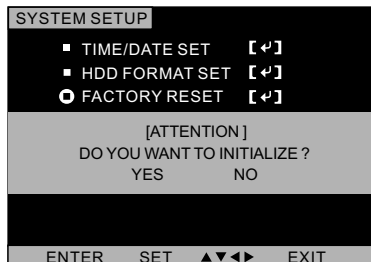 SYSTEM SETUP
TIME/DATE SET [↵]
HDD FORMAT SET [↵]
FACTORY RESET [↵]
[ATTENTION]
DO YOU WANT TO INITIALIZE ?
YES NO
ENTER SET ▲▼◀▶ EXIT